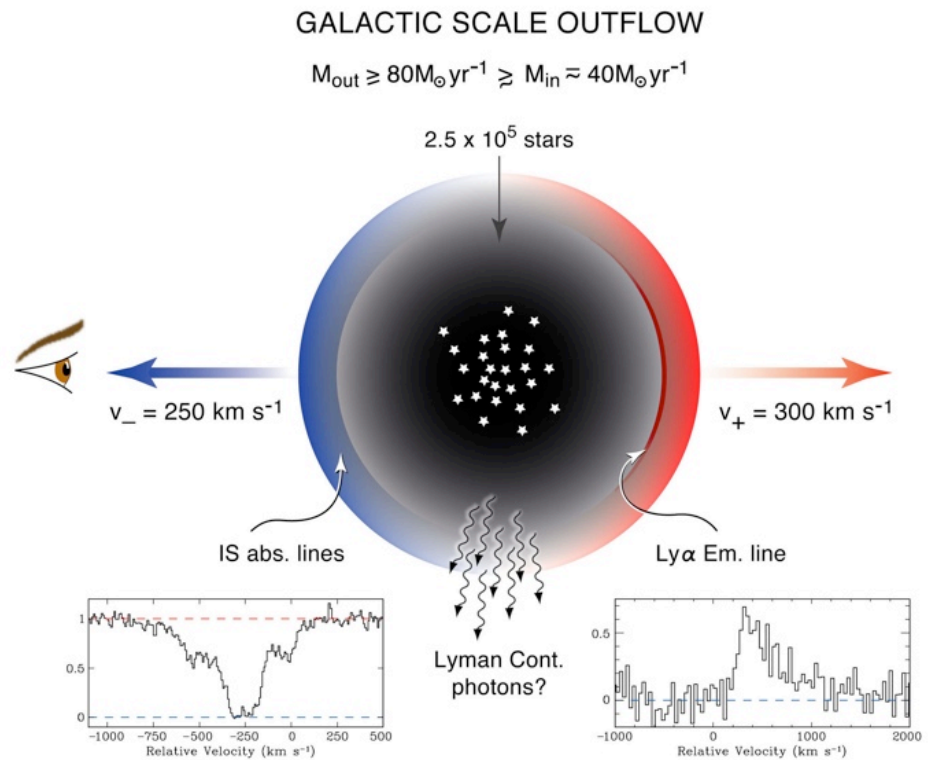 GALACTIC SCALE OUTFLOW
Mout ≥ 80M⊙yr⁻¹ ≳ Min ≂ 40M⊙yr⁻¹
2.5 x 10⁵ stars
v₋ = 250 km s⁻¹
v₊ = 300 km s⁻¹
IS abs. lines
Lyα Em. line
Lyman Cont.
photons?
1
0.5
0
-1000 -750 -500 -250 0 250 500
Relative Velocity (km s⁻¹)
0.5
0
-1000 0 1000 2000
Relative Velocity (km s⁻¹)